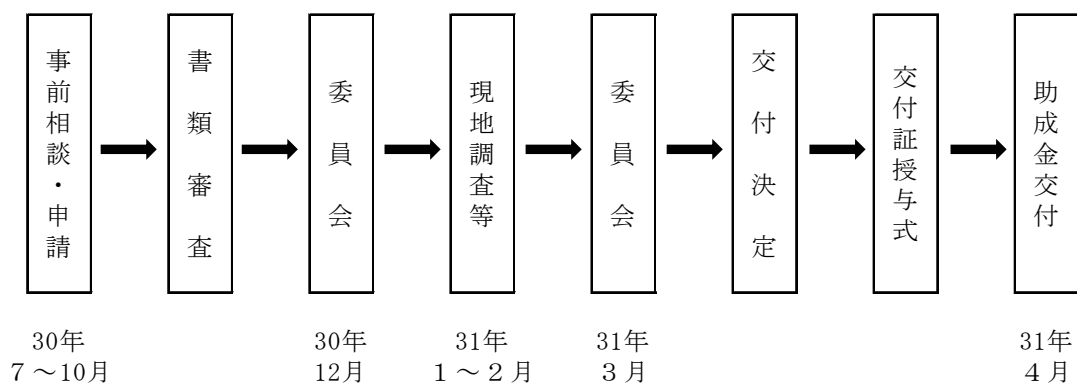 事前相談・申請
書類審査
委員会
現地調査等
委員会
交付決定
交付証授与式
助成金交付
30年
７～10月
30年
12月
31年
１～２月
31年
３月
31年
４月